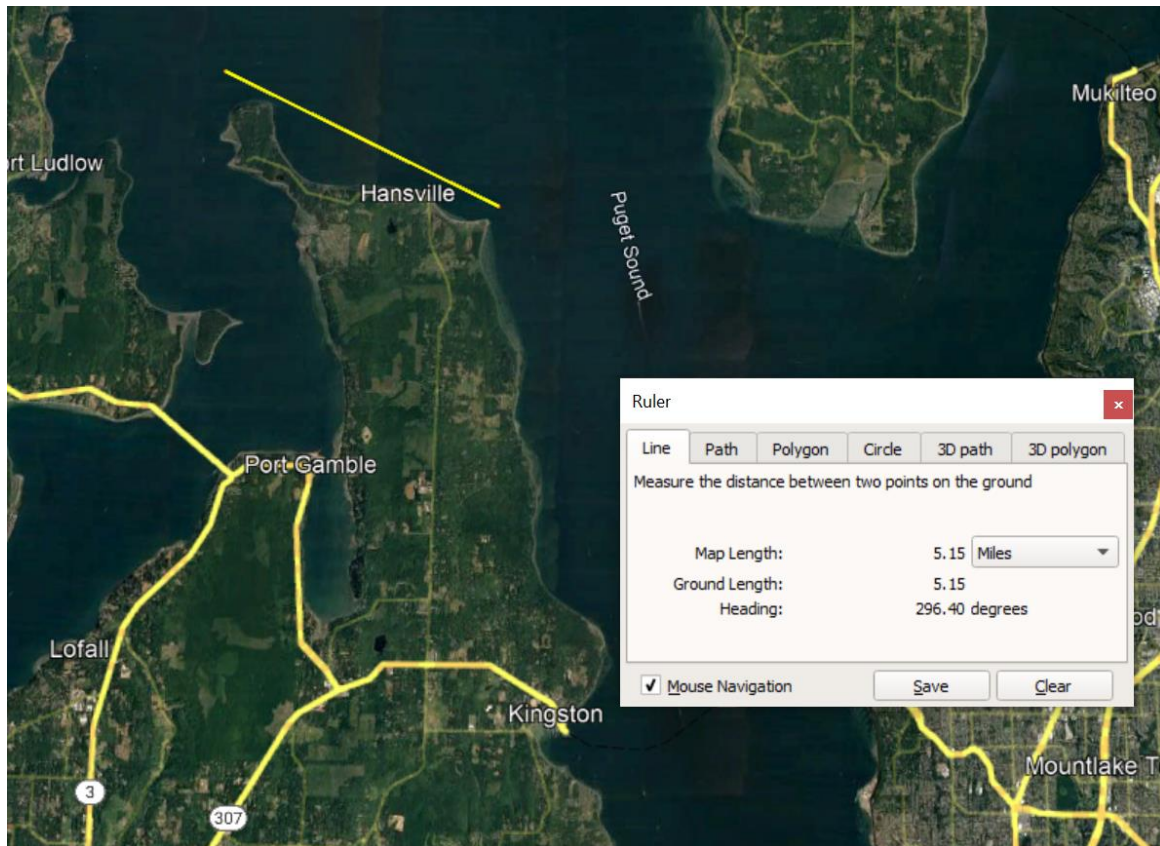 Mukilteo
rt Ludlow
Hansville
Puget Sound
Port Gamble
Lofall
Kingston
3
307
Mountlake T
od
Ruler
x
Line Path Polygon Circle 3D path 3D polygon
Measure the distance between two points on the ground
Map Length: 5.15 Miles
Ground Length: 5.15
Heading: 296.40 degrees
Mouse Navigation Save Clear